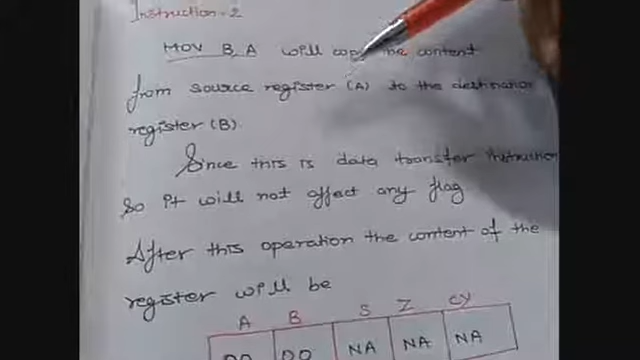 Instruction-2
MOV B, A will copy the content
from source register (A) to the destination
register (B).
Since this is data transfer instruction
So it will not affect any flag
After this operation the content of the
register will be
A B S Z CY
00 00 NA NA NA